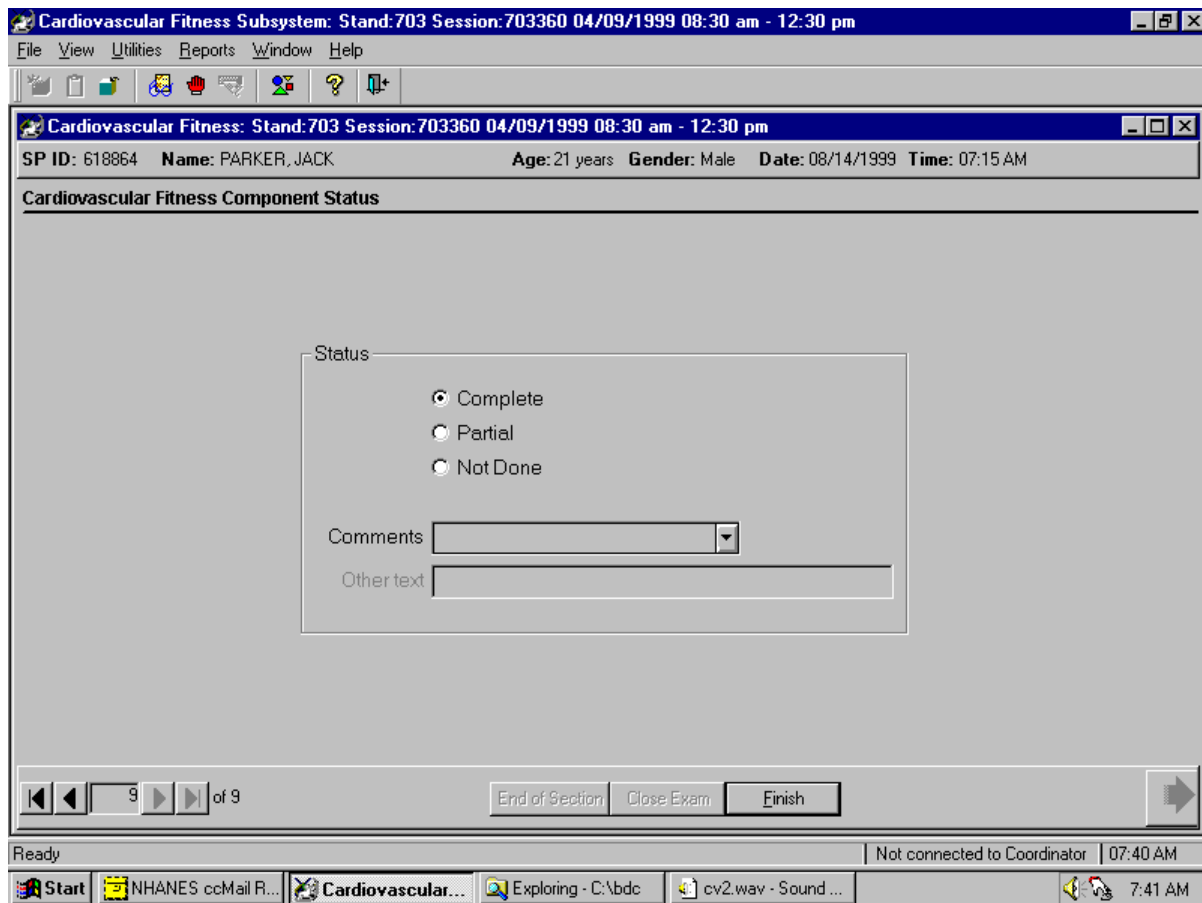 Cardiovascular Fitness Subsystem: Stand:703 Session:703360 04/09/1999 08:30 am - 12:30 pm
File View Utilities Reports Window Help
Cardiovascular Fitness: Stand:703 Session:703360 04/09/1999 08:30 am - 12:30 pm
SP ID: 618864 Name: PARKER, JACK Age: 21 years Gender: Male Date: 08/14/1999 Time: 07:15 AM
Cardiovascular Fitness Component Status
Status
Complete
Partial
Not Done
Comments
Other text
9 of 9 End of Section Close Exam Finish
Ready Not connected to Coordinator 07:40 AM
Start NHANES ccMail R... Cardiovascular... Exploring - C:\bdc cv2.wav - Sound ... 7:41 AM